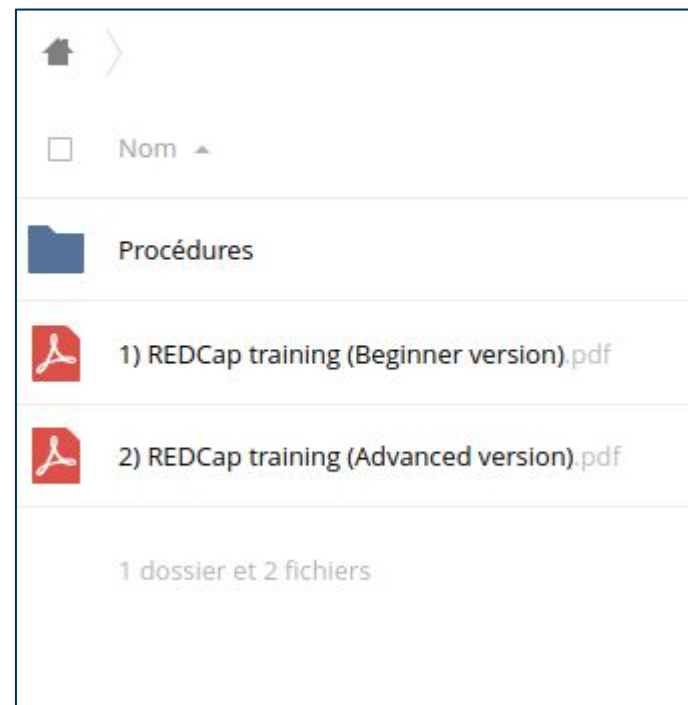 Nom
Procédures
1) REDCap training (Beginner version).pdf
2) REDCap training (Advanced version).pdf
1 dossier et 2 fichiers